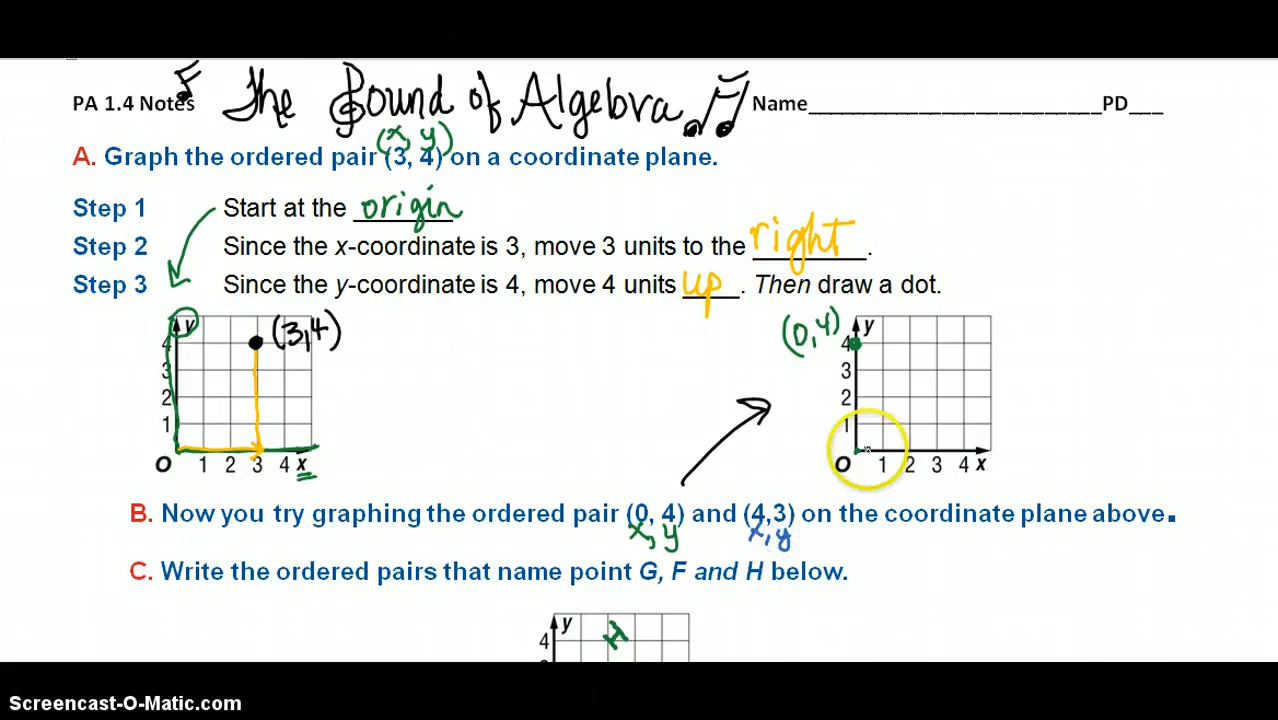 PA 1.4 Notes The Sound of Algebra Name____________________________PD___
(x, y)
A. Graph the ordered pair (3, 4) on a coordinate plane.
Step 1 Start at the origin
Step 2 Since the x-coordinate is 3, move 3 units to the right.
Step 3 Since the y-coordinate is 4, move 4 units up. Then draw a dot.
y (3,4) (0,4) y
4 4
3 3
2 2
1 1
O 1 2 3 4 x O 1 2 3 4 x
B. Now you try graphing the ordered pair (0, 4) and (4,3) on the coordinate plane above.
x, y x, y
C. Write the ordered pairs that name point G, F and H below.
y H
4
Screencast-O-Matic.com